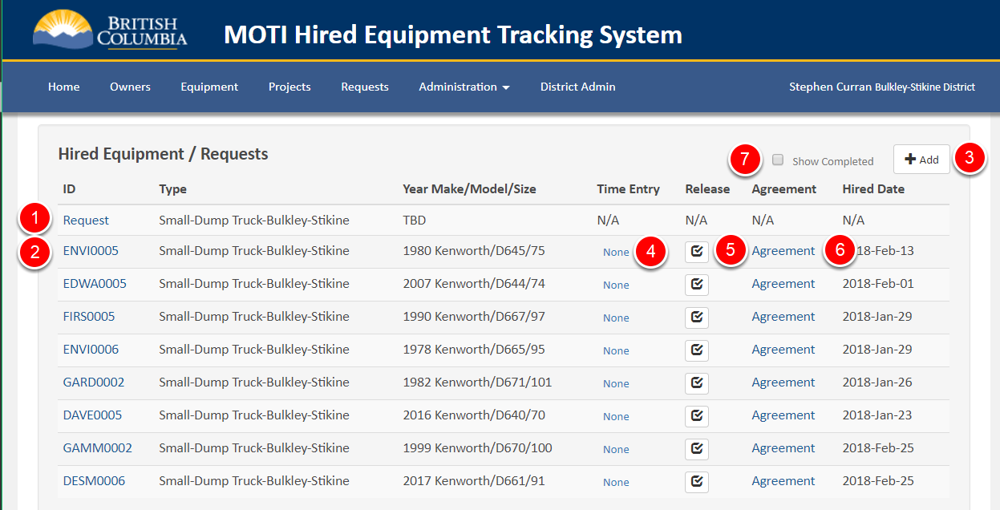 BRITISH
COLUMBIA
MOTI Hired Equipment Tracking System
Home Owners Equipment Projects Requests Administration District Admin Stephen Curran Bulkley-Stikine District
Hired Equipment / Requests
7 Show Completed Add 3
ID Type Year Make/Model/Size Time Entry Release Agreement Hired Date
1 Request Small-Dump Truck-Bulkley-Stikine TBD N/A N/A N/A N/A
2 ENVI0005 Small-Dump Truck-Bulkley-Stikine 1980 Kenworth/D645/75 None 4 5 Agreement 6 18-Feb-13
EDWA0005 Small-Dump Truck-Bulkley-Stikine 2007 Kenworth/D644/74 None Agreement 2018-Feb-01
FIRS0005 Small-Dump Truck-Bulkley-Stikine 1990 Kenworth/D667/97 None Agreement 2018-Jan-29
ENVI0006 Small-Dump Truck-Bulkley-Stikine 1978 Kenworth/D665/95 None Agreement 2018-Jan-29
GARD0002 Small-Dump Truck-Bulkley-Stikine 1982 Kenworth/D671/101 None Agreement 2018-Jan-26
DAVE0005 Small-Dump Truck-Bulkley-Stikine 2016 Kenworth/D640/70 None Agreement 2018-Jan-23
GAMM0002 Small-Dump Truck-Bulkley-Stikine 1999 Kenworth/D670/100 None Agreement 2018-Feb-25
DESM0006 Small-Dump Truck-Bulkley-Stikine 2017 Kenworth/D661/91 None Agreement 2018-Feb-25